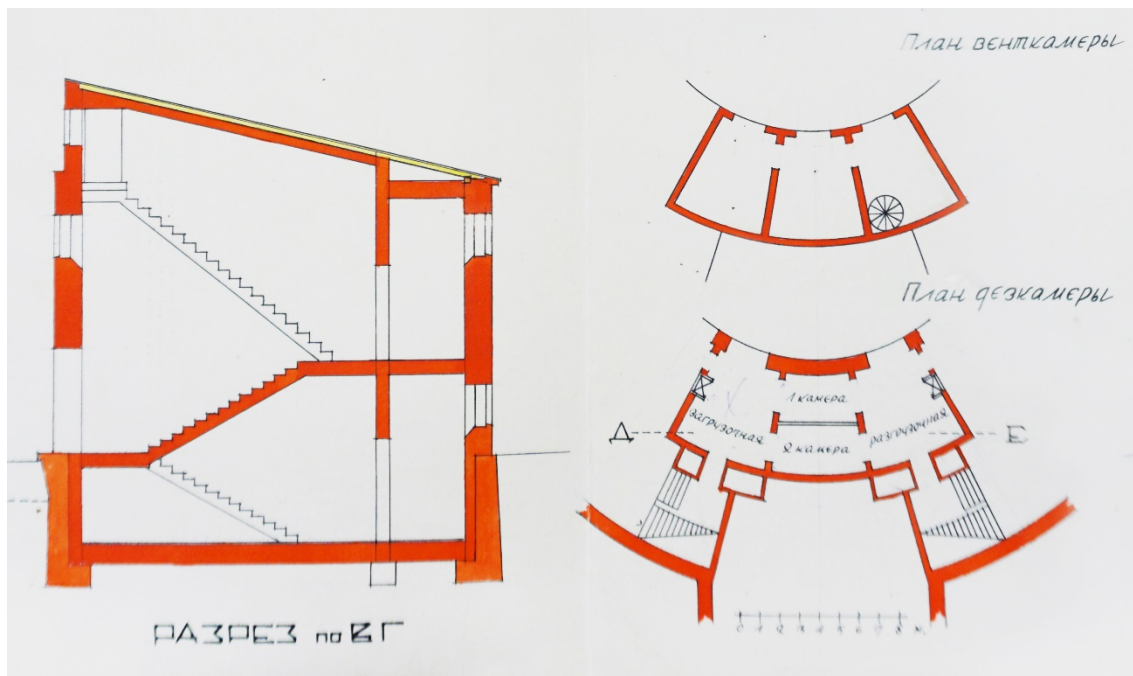 План венткамеры
План дезкамеры
1 камера
загрузочная
2 камера
разгрузочная
Д
Е
0 1 2 3 4 5 6 7 8 м
РАЗРЕЗ по ВГ